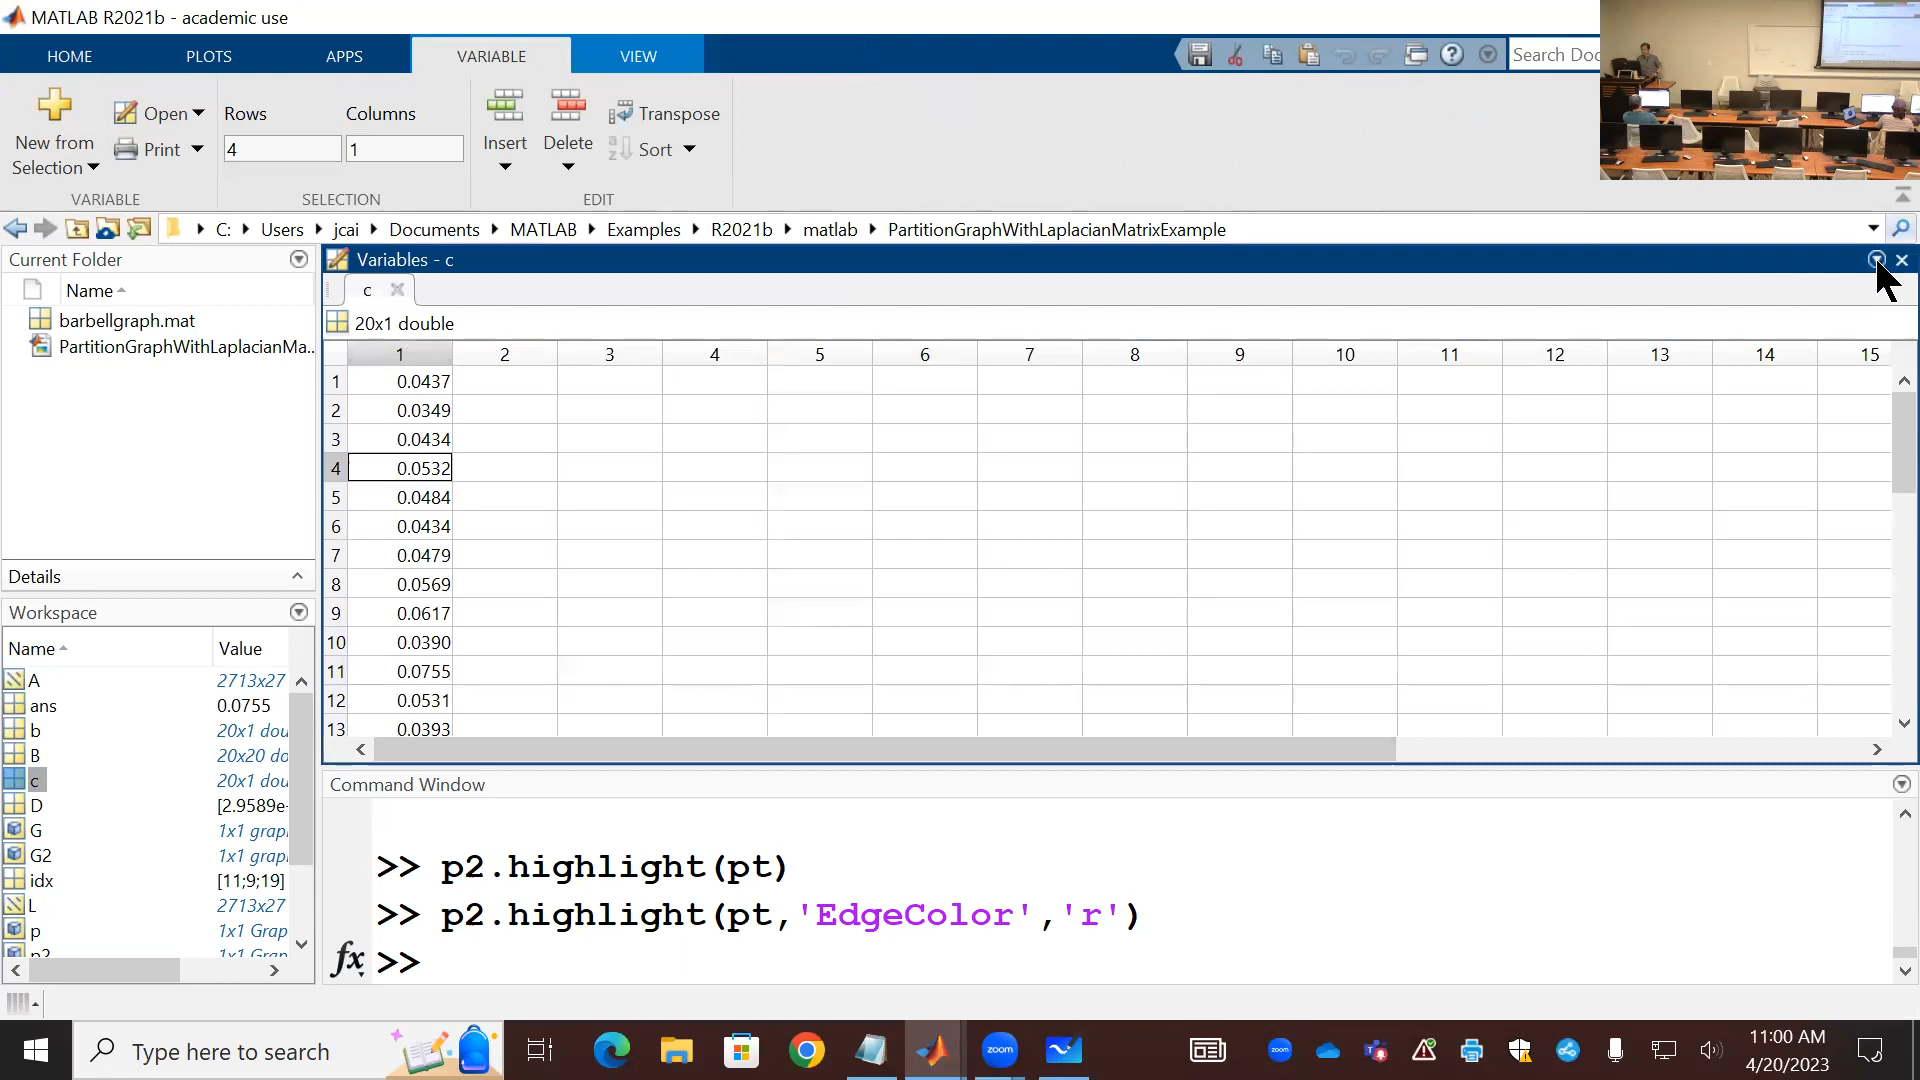 MATLAB R2021b - academic use
HOME PLOTS APPS VARIABLE VIEW
Search Doc
New from Selection
Open
Print
Rows Columns
4 1
Insert Delete
Transpose
Sort
VARIABLE SELECTION EDIT
C: Users jcai Documents MATLAB Examples R2021b matlab PartitionGraphWithLaplacianMatrixExample
Current Folder
Name
barbellgraph.mat
PartitionGraphWithLaplacianMa...
Details
Workspace
Name Value
A 2713x27
ans 0.0755
b 20x1 dou
B 20x20 do
c 20x1 dou
D [2.9589e-
G 1x1 grap
G2 1x1 grap
idx [11;9;19]
L 2713x27
p 1x1 Grap
p2 1x1 Grap
Variables - c
c
20x1 double
1 2 3 4 5 6 7 8 9 10 11 12 13 14 15
1 0.0437
2 0.0349
3 0.0434
4 0.0532
5 0.0484
6 0.0434
7 0.0479
8 0.0569
9 0.0617
10 0.0390
11 0.0755
12 0.0531
13 0.0393
Command Window
>> p2.highlight(pt)
>> p2.highlight(pt,'EdgeColor','r')
fx >>
Type here to search
zoom
zoom
11:00 AM
4/20/2023